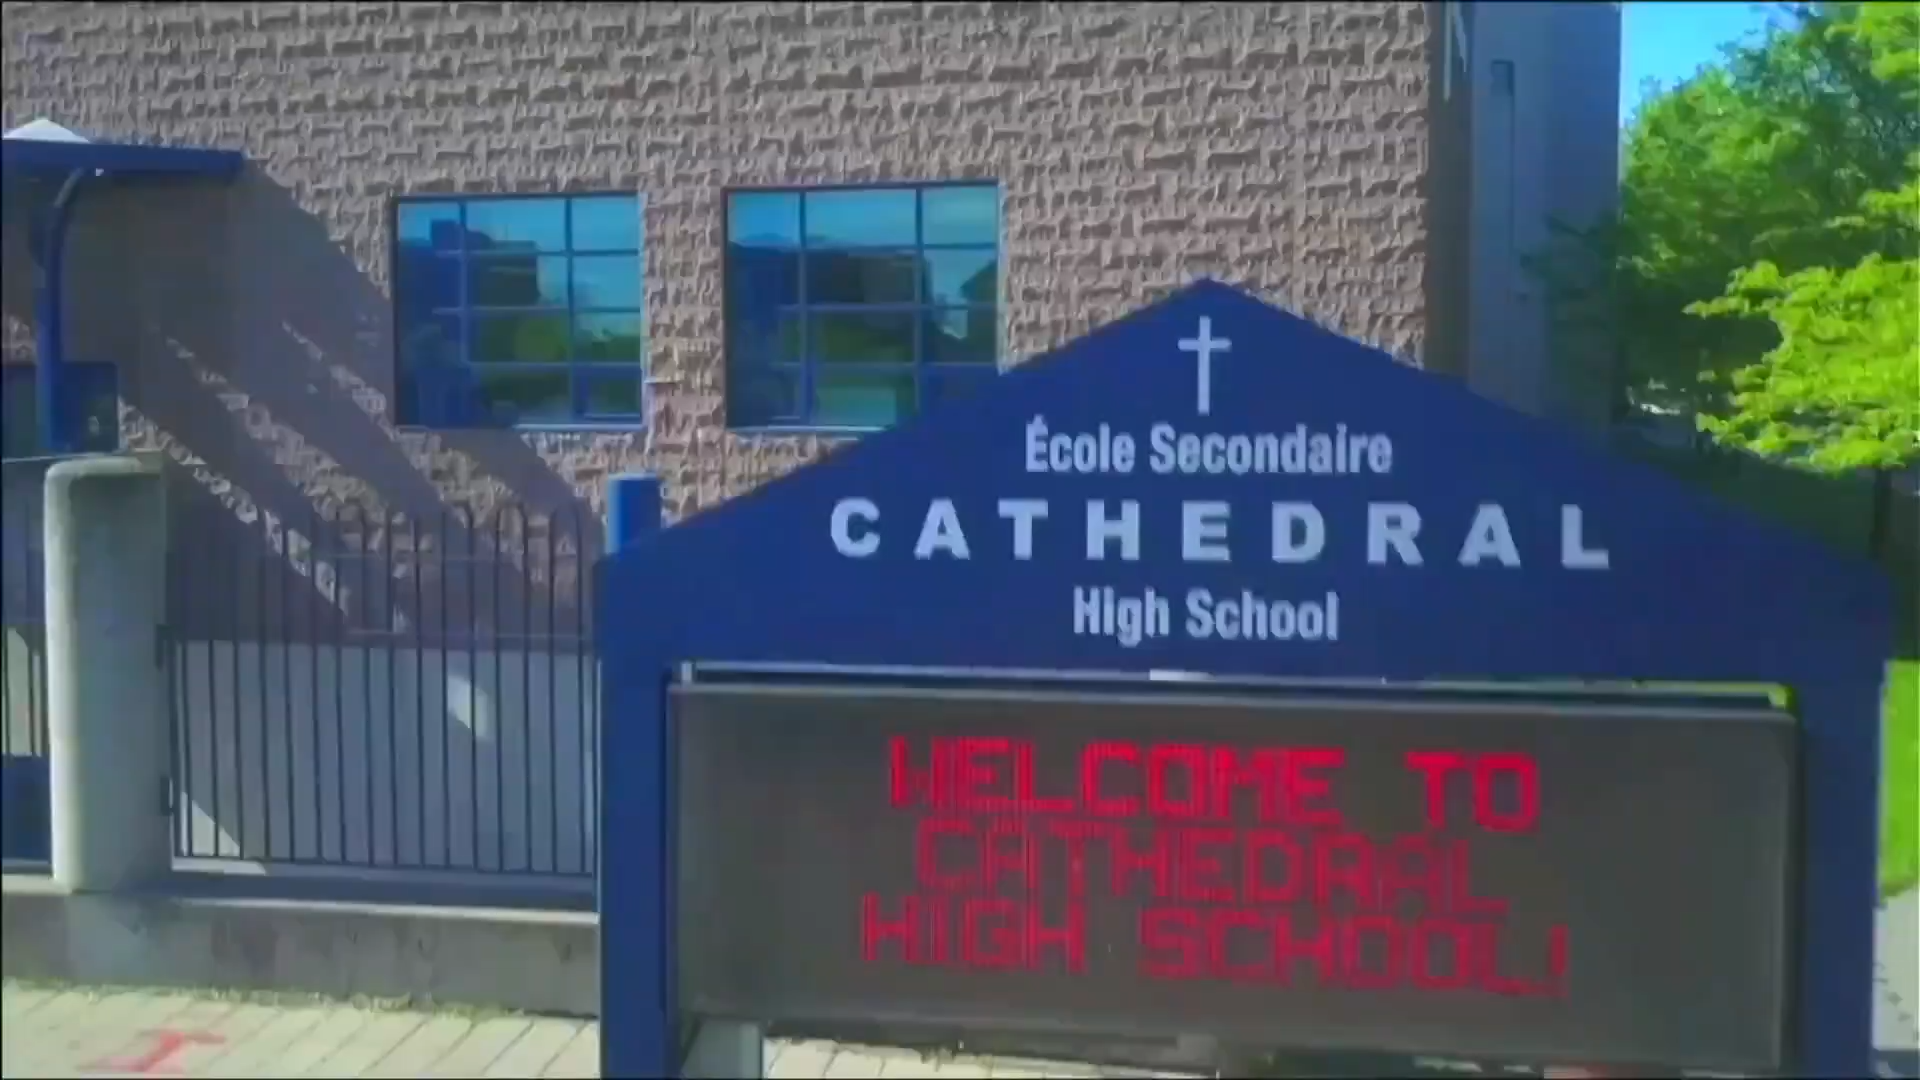 École Secondaire
CATHEDRAL
High School
WELCOME TO
CATHEDRAL
HIGH SCHOOL!